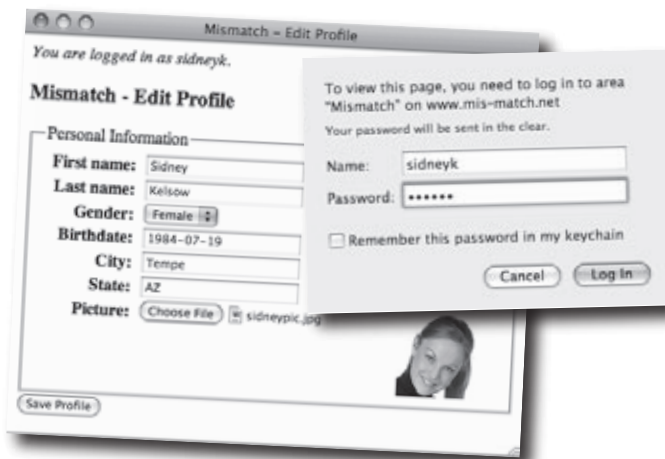 Mismatch – Edit Profile
You are logged in as sidneyk.
Mismatch - Edit Profile
Personal Information
First name: Sidney
Last name: Kelsow
Gender: Female
Birthdate: 1984-07-19
City: Tempe
State: AZ
Picture: Choose File sidneypic.jpg
Save Profile
To view this page, you need to log in to area
"Mismatch" on www.mis-match.net
Your password will be sent in the clear.
Name: sidneyk
Password: ••••••
Remember this password in my keychain
Cancel Log In